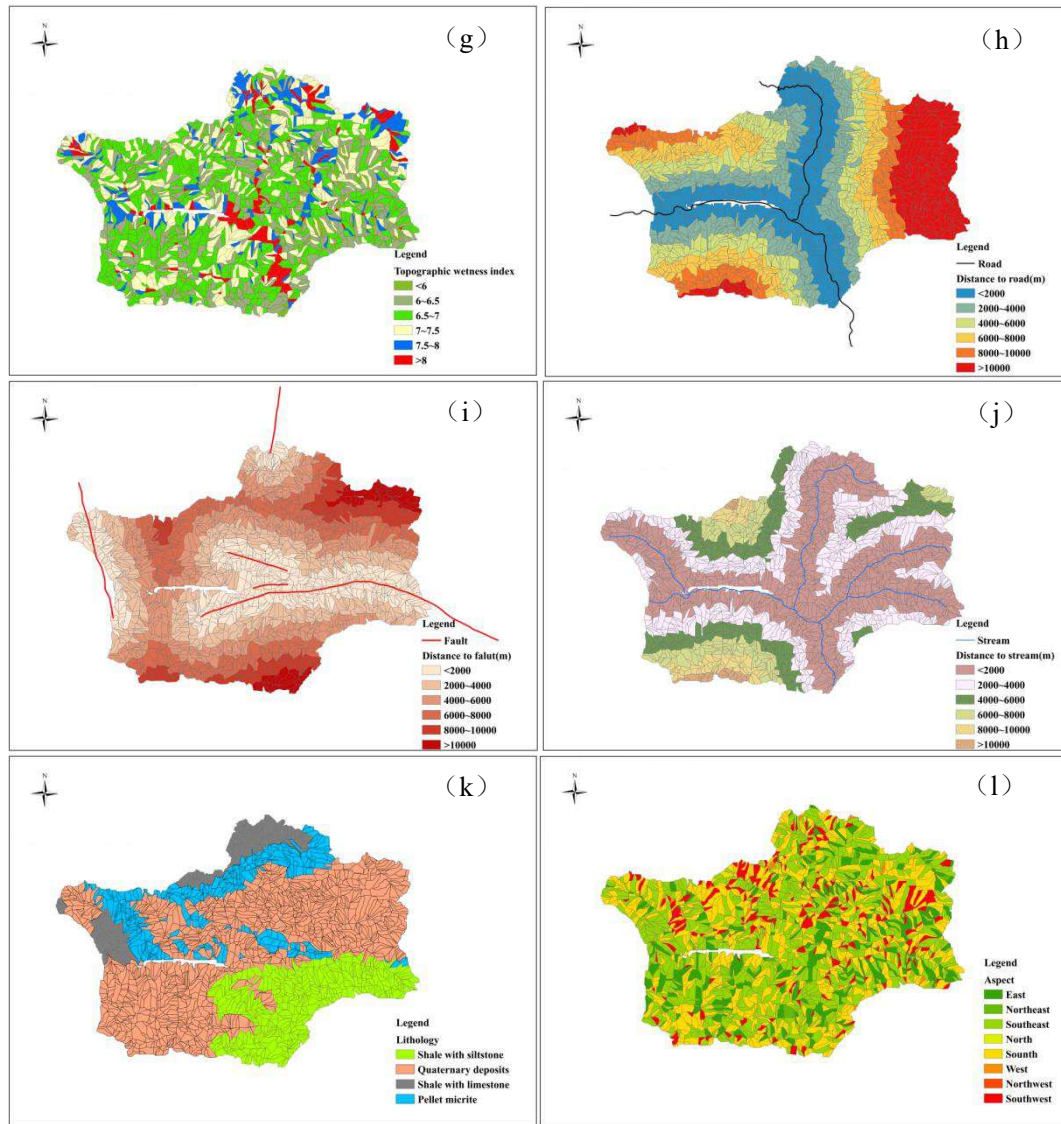 N
（g）
Legend
Topographic wetness index
<6
6~6.5
6.5~7
7~7.5
7.5~8
>8
N
（h）
Legend
Road
Distance to road(m)
<2000
2000~4000
4000~6000
6000~8000
8000~10000
>10000
N
（i）
Legend
Fault
Distance to falut(m)
<2000
2000~4000
4000~6000
6000~8000
8000~10000
>10000
N
（j）
Legend
Stream
Distance to stream(m)
<2000
2000~4000
4000~6000
6000~8000
8000~10000
>10000
N
（k）
Legend
Lithology
Shale with siltstone
Quaternary deposits
Shale with limestone
Pellet micrite
N
（l）
Legend
Aspect
East
Northeast
Southeast
North
Sounth
West
Northwest
Southwest